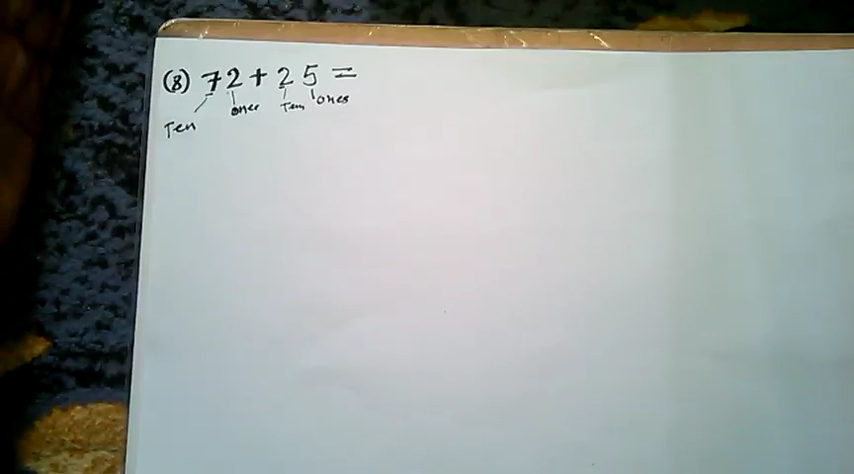 (8) 72 + 25 =
Ten ones Ten ones